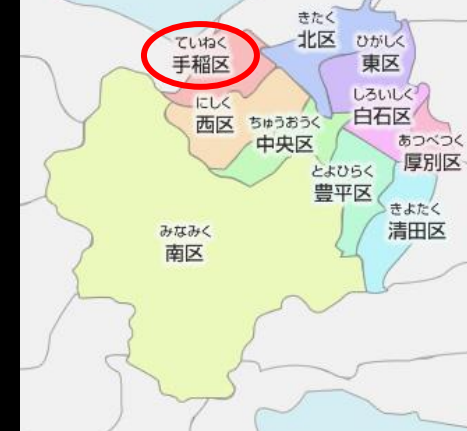 ていねく
手稲区
きたく
北区
ひがしく
東区
にしく
西区
ちゅうおうく
中央区
しろいしく
白石区
あつべつく
厚別区
とよひらく
豊平区
きよたく
清田区
みなみく
南区